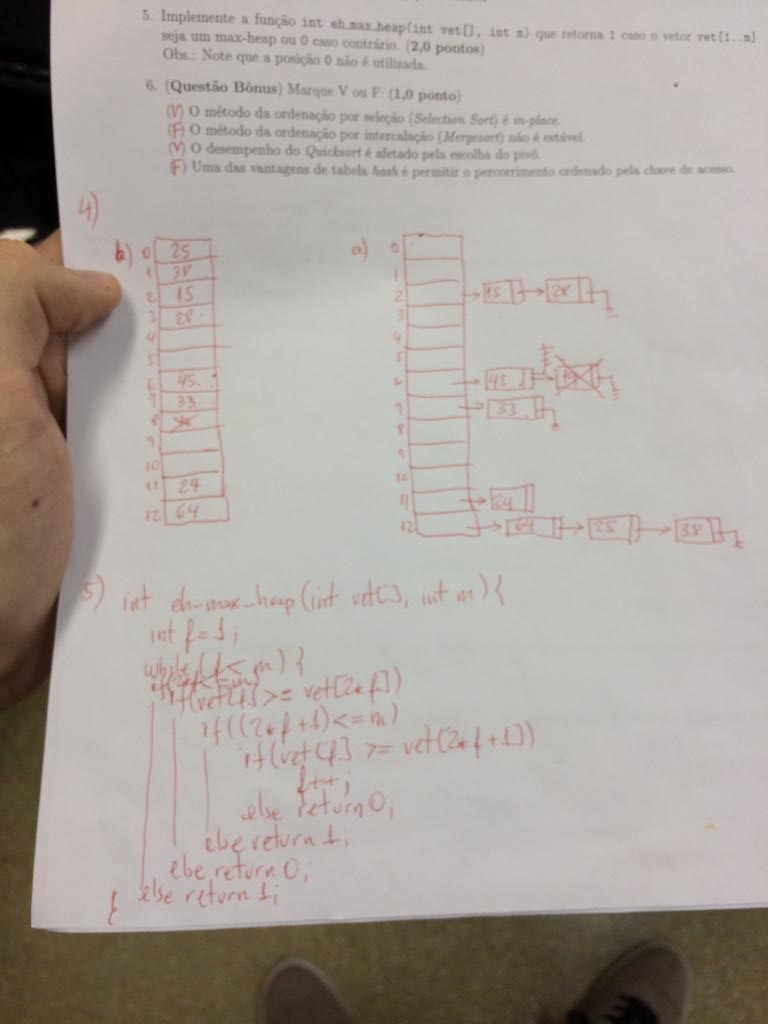 5. Implemente a função int eh_max_heap(int vet[], int m) que retorna 1 caso o vetor vet[1..m]
seja um max-heap ou 0 caso contrário. (2,0 pontos)
Obs.: Note que a posição 0 não é utilizada.
6. (Questão Bônus) Marque V ou F: (1,0 ponto)
(V) O método da ordenação por seleção (Selection Sort) é in-place.
(F) O método da ordenação por intercalação (Mergesort) não é estável.
(V) O desempenho do Quicksort é afetado pela escolha do pivô.
(F) Uma das vantagens de tabela hash é permitir o percorrimento ordenado pela chave de acesso.
4)
b)
0 25
1 38
2 15
3 28
4
5
6 45
7 33
8
9
10
11 24
12 64
a)
0
1
2 15 28
3
4
5
6 45
7 33
8
9
10
11 24
12 64 25 38
5) int eh_max_heap(int vet[], int m){
int f=1;
while(f<=m){
if(vet[f]>= vet[2*f])
if((2*f+1)<=m)
if(vet[f] >= vet[2*f+1])
f++;
else return 0;
else return 1;
else return 0;
else return 1;
}